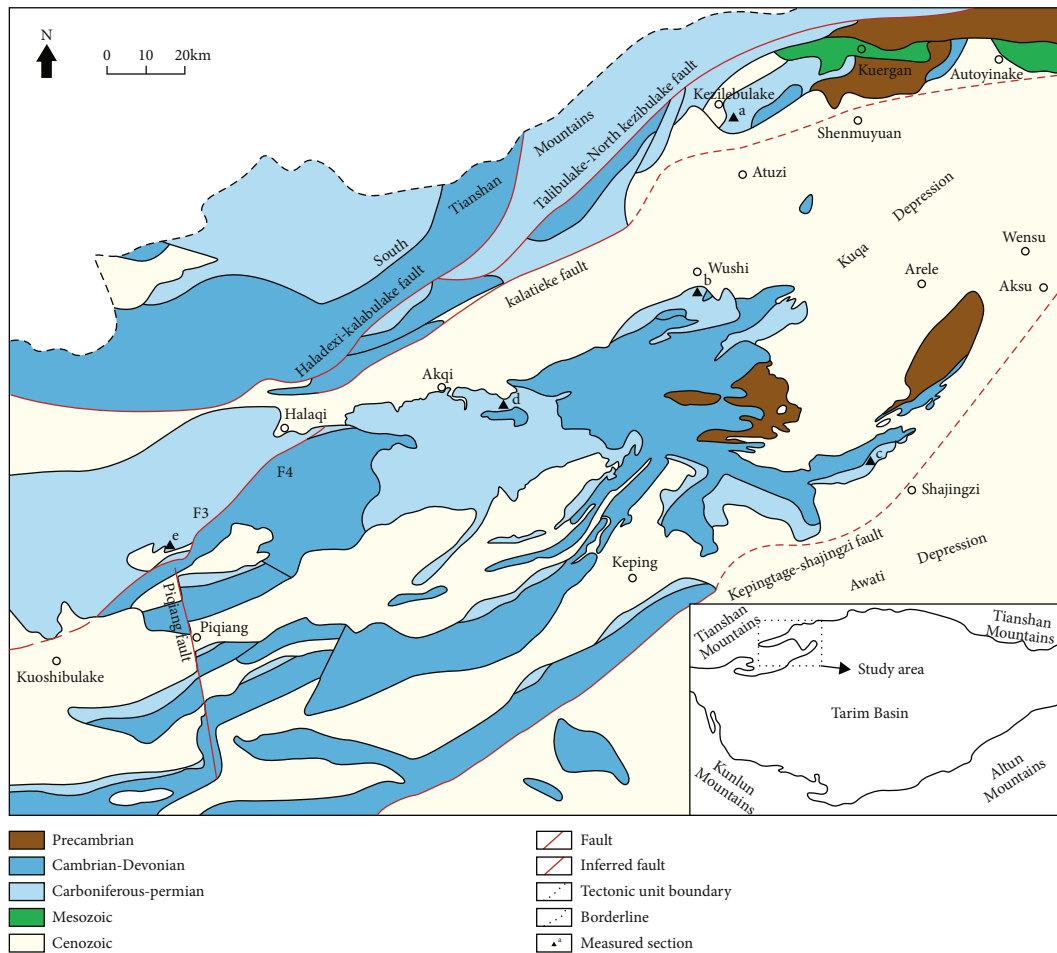 N
0 10 20km
Kuergan
Autoyinake
Kezilebulake
a
Shenmuyuan
Mountains
Talibulake-North kezibulake fault
Tianshan
Atuzi
Depression
South
Kuqa
Wensu
Wushi
b
Arele
Aksu
kalatieke fault
Haladexi-kalabulake fault
Akqi
d
Halaqi
F4
c
Shajingzi
F3
e
Keping
Kepingtage-shajingzi fault
Depression
Awati
Piqiang fault
Piqiang
Kuoshibulake
Tianshan
Mountains
Tianshan
Mountains
Study area
Tarim Basin
Kunlun
Mountains
Altun
Mountains
Precambrian
Cambrian-Devonian
Carboniferous-permian
Mesozoic
Cenozoic
Fault
Inferred fault
Tectonic unit boundary
Borderline
a
Measured section